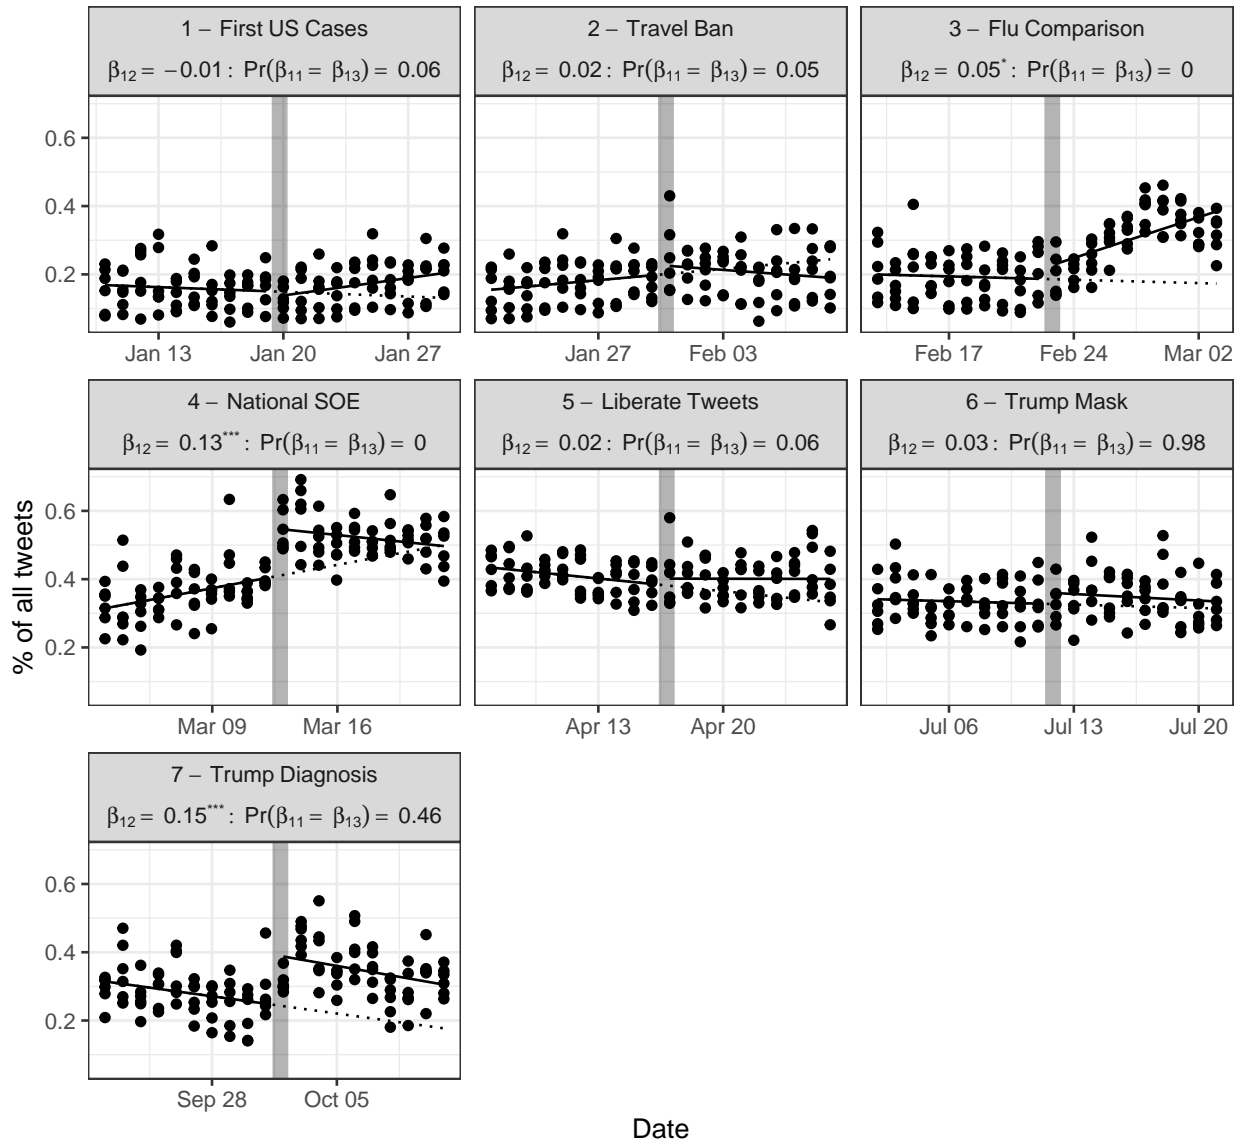 1 – First US Cases
β12 = −0.01 : Pr(β11 = β13) = 0.06
2 – Travel Ban
β12 = 0.02 : Pr(β11 = β13) = 0.05
3 – Flu Comparison
β12 = 0.05* : Pr(β11 = β13) = 0
0.6
0.4
0.2
Jan 13 Jan 20 Jan 27
Jan 27 Feb 03
Feb 17 Feb 24 Mar 02
4 – National SOE
β12 = 0.13*** : Pr(β11 = β13) = 0
5 – Liberate Tweets
β12 = 0.02 : Pr(β11 = β13) = 0.06
6 – Trump Mask
β12 = 0.03 : Pr(β11 = β13) = 0.98
% of all tweets
0.6
0.4
0.2
Mar 09 Mar 16
Apr 13 Apr 20
Jul 06 Jul 13 Jul 20
7 – Trump Diagnosis
β12 = 0.15*** : Pr(β11 = β13) = 0.46
0.6
0.4
0.2
Sep 28 Oct 05
Date